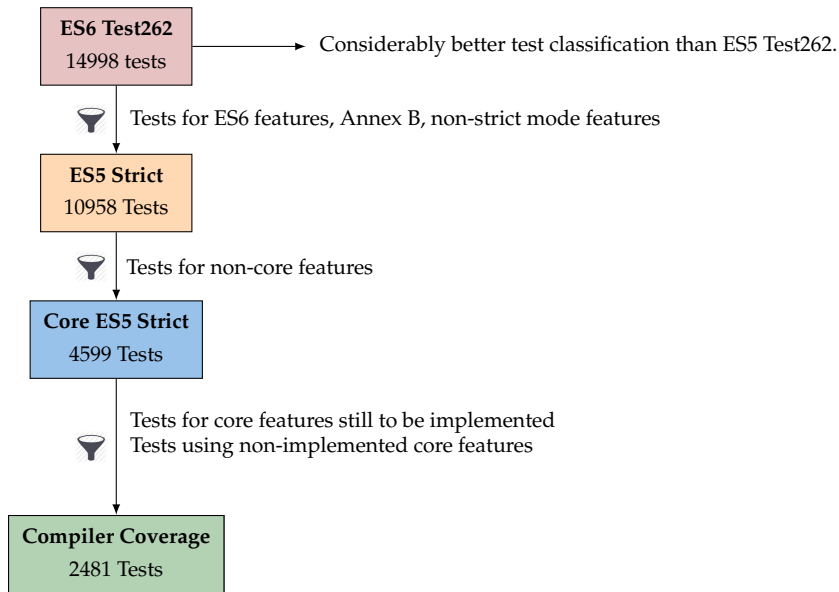 ES6 Test262
14998 tests
Considerably better test classification than ES5 Test262.
Tests for ES6 features, Annex B, non-strict mode features
ES5 Strict
10958 Tests
Tests for non-core features
Core ES5 Strict
4599 Tests
Tests for core features still to be implemented
Tests using non-implemented core features
Compiler Coverage
2481 Tests